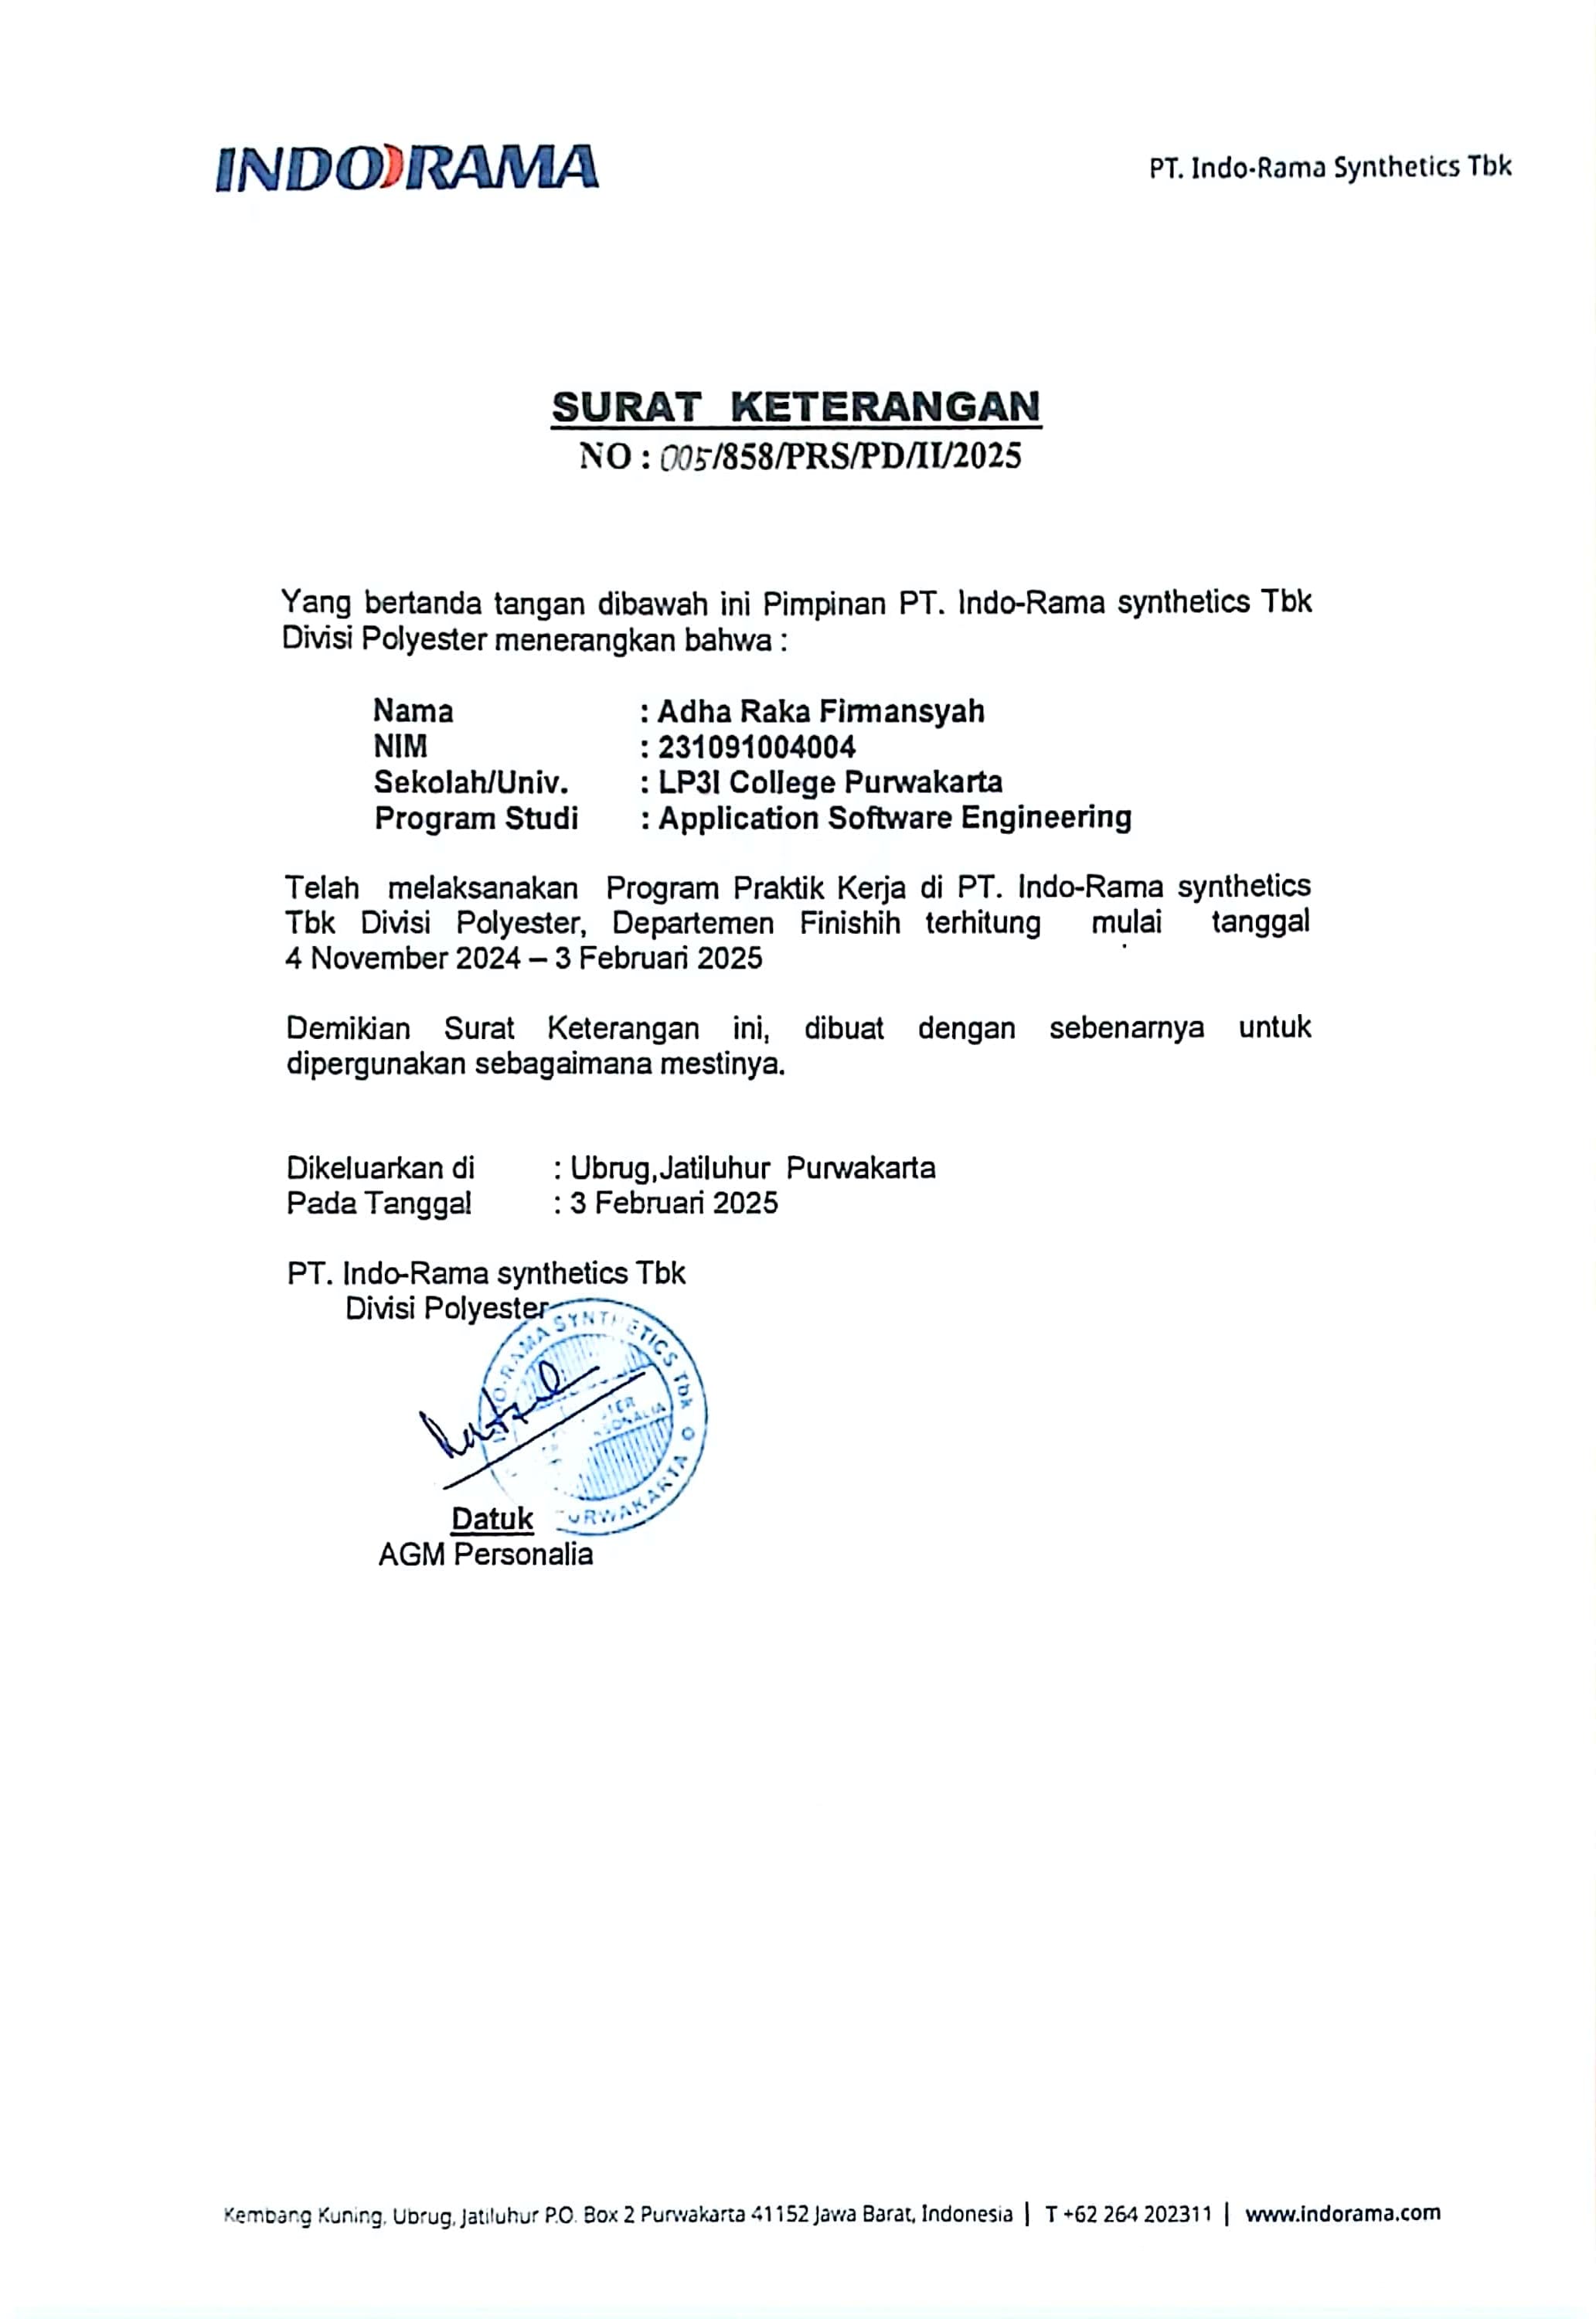 INDORAMA
PT. Indo-Rama Synthetics Tbk
SURAT KETERANGAN
NO : 005/858/PRS/PD/II/2025
Yang bertanda tangan dibawah ini Pimpinan PT. Indo-Rama synthetics Tbk
Divisi Polyester menerangkan bahwa :
Nama : Adha Raka Firmansyah
NIM : 231091004004
Sekolah/Univ. : LP3I College Purwakarta
Program Studi : Application Software Engineering
Telah melaksanakan Program Praktik Kerja di PT. Indo-Rama synthetics
Tbk Divisi Polyester, Departemen Finishih terhitung mulai tanggal
4 November 2024 – 3 Februari 2025
Demikian Surat Keterangan ini, dibuat dengan sebenarnya untuk
dipergunakan sebagaimana mestinya.
Dikeluarkan di : Ubrug,Jatiluhur Purwakarta
Pada Tanggal : 3 Februari 2025
PT. Indo-Rama synthetics Tbk
Divisi Polyester
RAMA SYNTHETICS Tbk
Datuk
AGM Personalia
Kembang Kuning, Ubrug, Jatiluhur P.O. Box 2 Purwakarta 41152 Jawa Barat, Indonesia | T +62 264 202311 | www.indorama.com